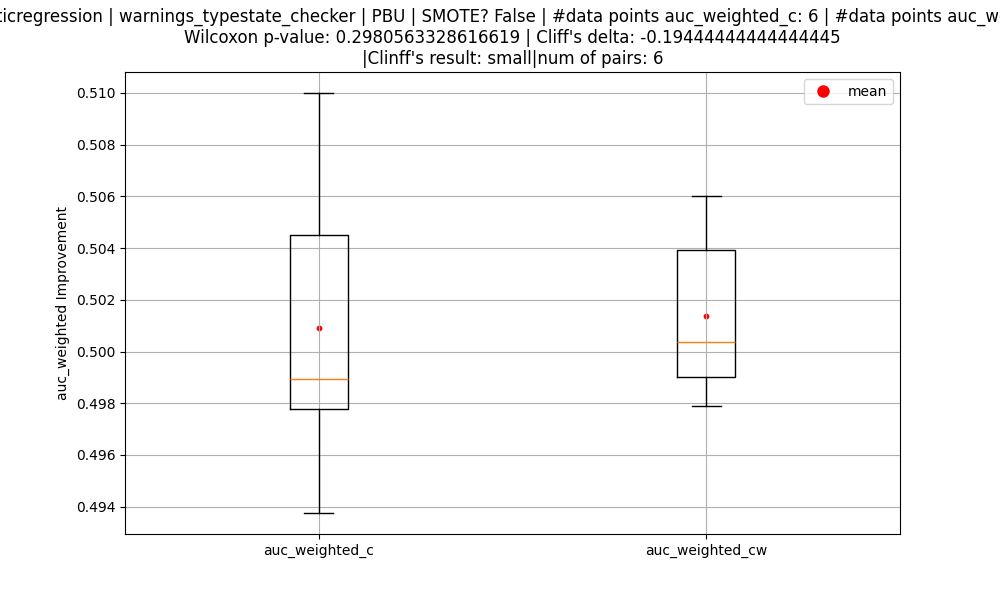 ticregression | warnings_typestate_checker | PBU | SMOTE? False | #data points auc_weighted_c: 6 | #data points auc_w
Wilcoxon p-value: 0.2980563328616619 | Cliff's delta: -0.19444444444444445
|Clinff's result: small|num of pairs: 6
mean
0.510
0.508
0.506
0.504
0.502
0.500
0.498
0.496
0.494
auc_weighted Improvement
auc_weighted_c
auc_weighted_cw